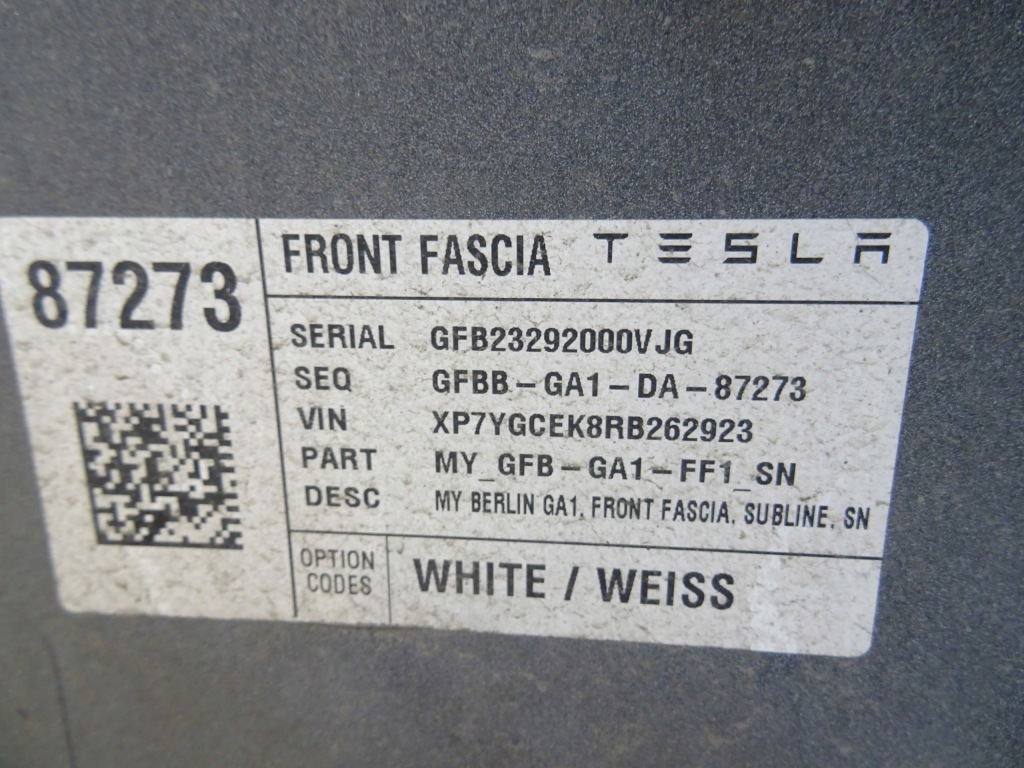 87273
FRONT FASCIA TESLA
SERIAL GFB23292000VJG
SEQ GFBB-GA1-DA-87273
VIN XP7YGCEK8RB262923
PART MY_GFB-GA1-FF1_SN
DESC MY BERLIN GA1, FRONT FASCIA, SUBLINE, SN
OPTION CODES WHITE / WEISS